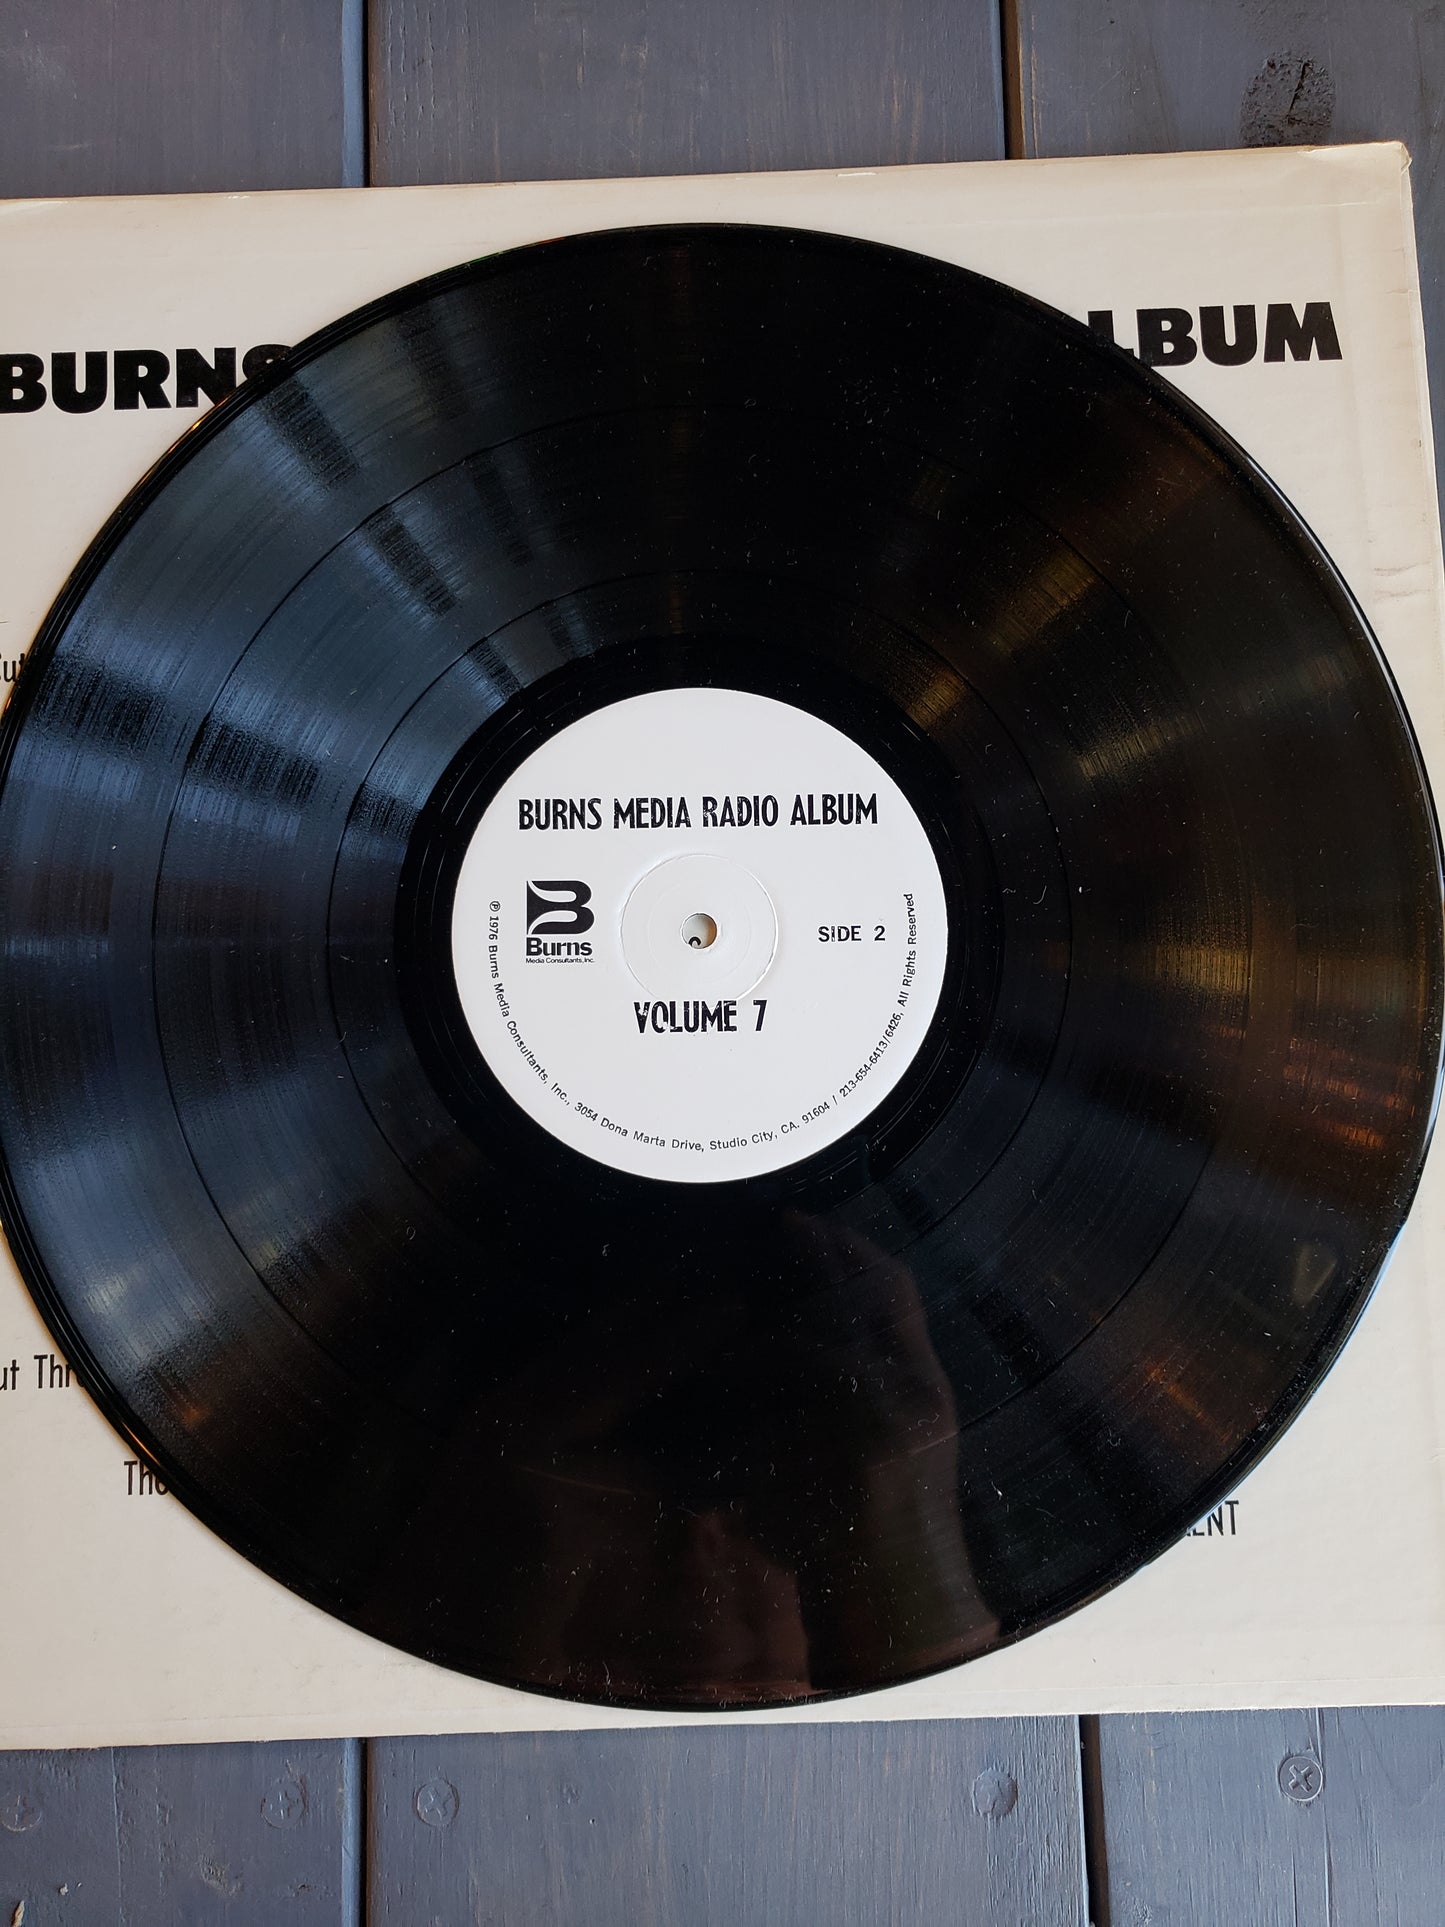 BURNS
ALBUM
BURNS MEDIA RADIO ALBUM
Burns
Media Consultants, Inc.
SIDE 2
VOLUME 7
℗ 1976 Burns Media Consultants, Inc., 3054 Dona Marta Drive, Studio City, CA. 91604 / 213-654-6413/6426, All Rights Reserved